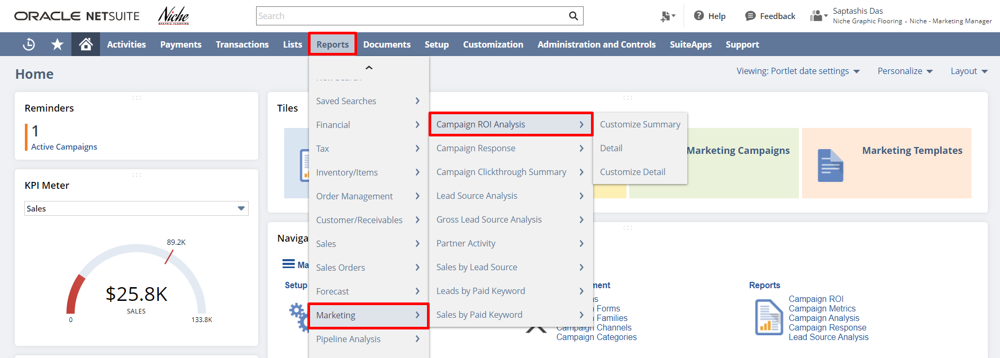 ORACLE NETSUITE
Niche
GRAPHIC FLOORING
Search
Help
Feedback
Saptashis Das
Niche Graphic Flooring - Niche - Marketing Manager
Activities
Payments
Transactions
Lists
Reports
Documents
Setup
Customization
Administration and Controls
SuiteApps
Support
Home
Viewing: Portlet date settings
Personalize
Layout
Reminders
1
Active Campaigns
KPI Meter
Sales
89.2K
$25.8K
SALES
0
133.8K
New Search
Saved Searches
Financial
Tax
Inventory/Items
Order Management
Customer/Receivables
Sales
Sales Orders
Forecast
Marketing
Pipeline Analysis
Campaign ROI Analysis
Campaign Response
Campaign Clickthrough Summary
Lead Source Analysis
Gross Lead Source Analysis
Partner Activity
Sales by Lead Source
Leads by Paid Keyword
Sales by Paid Keyword
Customize Summary
Detail
Customize Detail
Tiles
Marketing Campaigns
Marketing Templates
Naviga
Ma
Setup
ment
ns
n Forms
n Families
Campaign Channels
Campaign Categories
Reports
Campaign ROI
Campaign Metrics
Campaign Analysis
Campaign Response
Lead Source Analysis